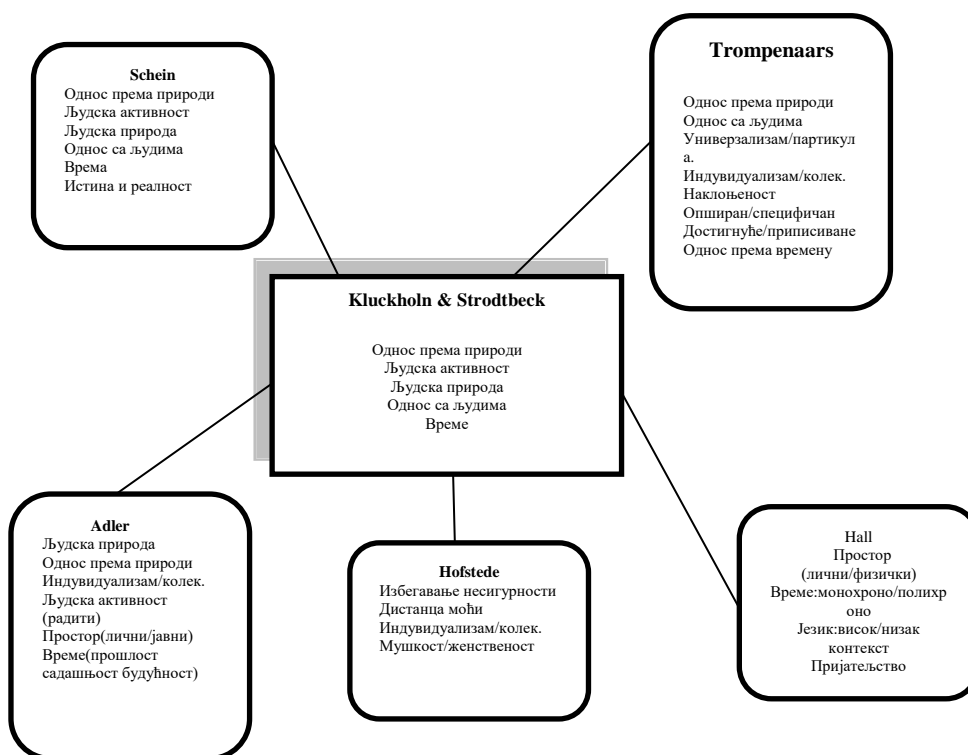 Schein
Однос према природи
Људска активност
Људска природа
Однос са људима
Врема
Истина и реалност
Trompenaars
Однос према природи
Однос са људима
Универзализам/партикул
а.
Индивидуализам/колек.
Наклоњеност
Опширан/специфичан
Достигнуће/приписиване
Однос према времену
Kluckholn & Strodtbeck
Однос према природи
Људска активност
Људска природа
Однос са људима
Време
Adler
Људска природа
Однос према природи
Индивидуализам/колек.
Људска активност
(радити)
Простор(лични/јавни)
Време(прошлост
садашњост будућност)
Hofstede
Избегавање несигурности
Дистанца моћи
Индивидуализам/колек.
Мушкост/женственост
Hall
Простор
(лични/физички)
Време:монохроно/полихр
оно
Језик:висок/низак
контекст
Пријатељство